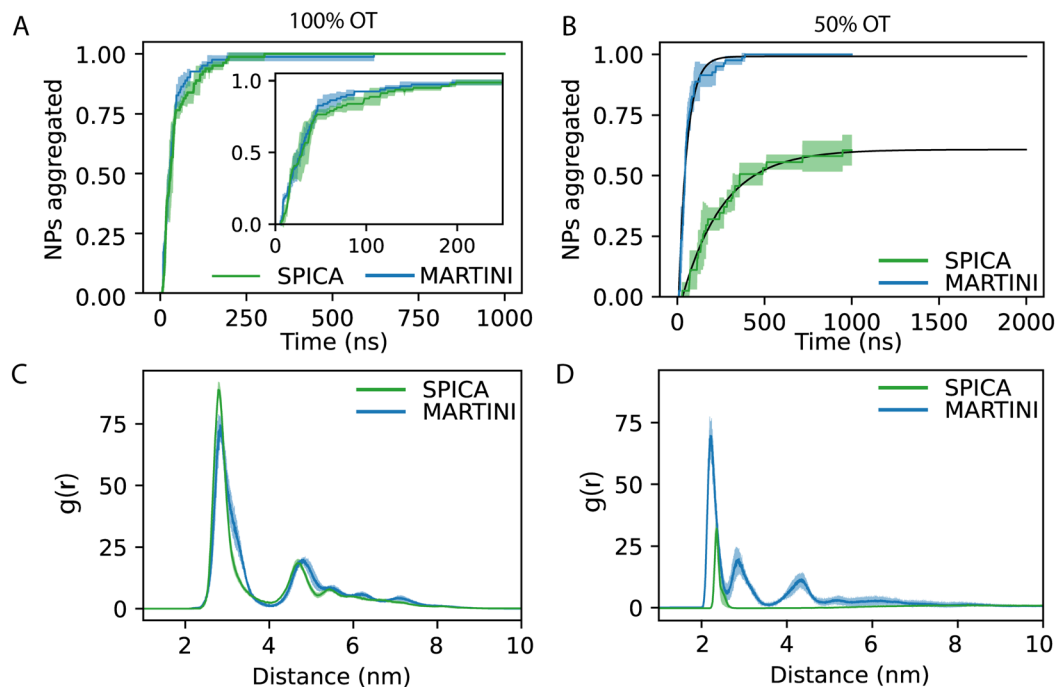 A
100% OT
NPs aggregated
1.00
0.75
0.50
0.25
0.00
1.0
0.5
0.0
0 100 200
SPICA MARTINI
0 250 500 750 1000
Time (ns)
B
50% OT
NPs aggregated
1.00
0.75
0.50
0.25
0.00
SPICA
MARTINI
0 500 1000 1500 2000
Time (ns)
C
g(r)
75
50
25
0
SPICA
MARTINI
2 4 6 8 10
Distance (nm)
D
g(r)
75
50
25
0
SPICA
MARTINI
2 4 6 8 10
Distance (nm)